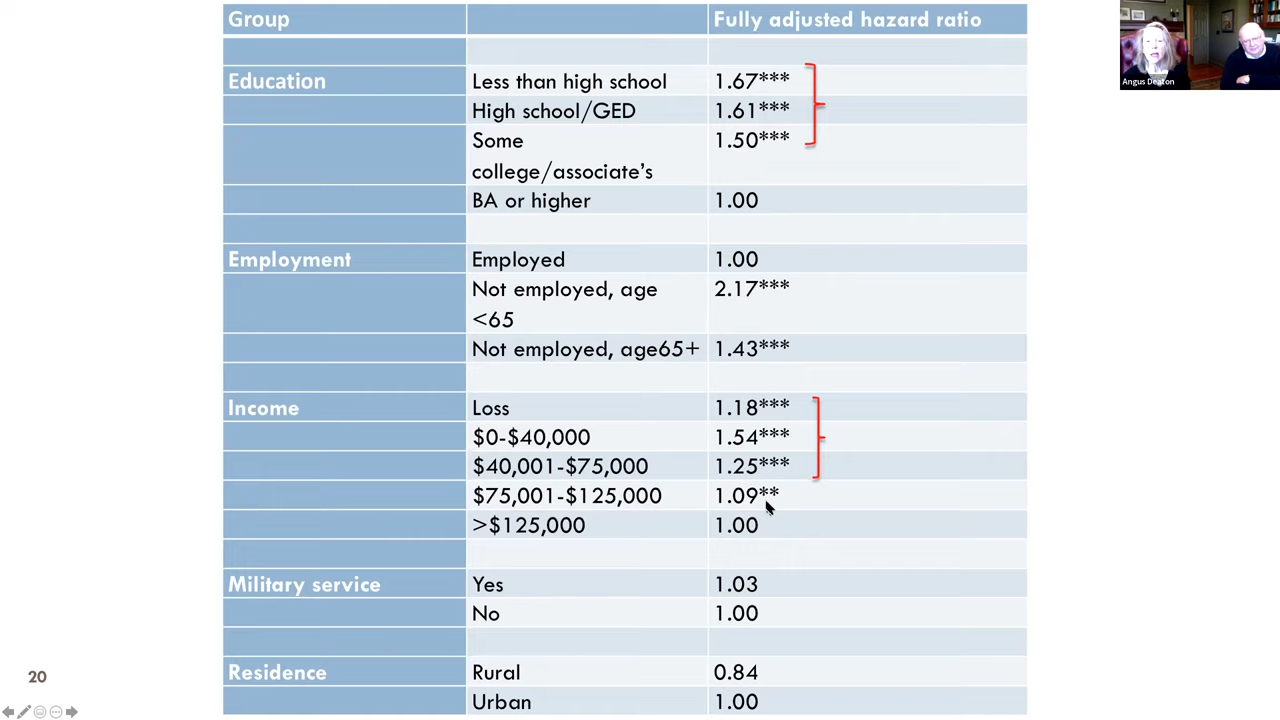 Group Fully adjusted hazard ratio
Education Less than high school 1.67***
High school/GED 1.61***
Some 1.50***
college/associate's
BA or higher 1.00
Employment Employed 1.00
Not employed, age 2.17***
<65
Not employed, age65+ 1.43***
Income Loss 1.18***
$0-$40,000 1.54***
$40,001-$75,000 1.25***
$75,001-$125,000 1.09**
>$125,000 1.00
Military service Yes 1.03
No 1.00
Residence Rural 0.84
Urban 1.00
20
Angus Deaton